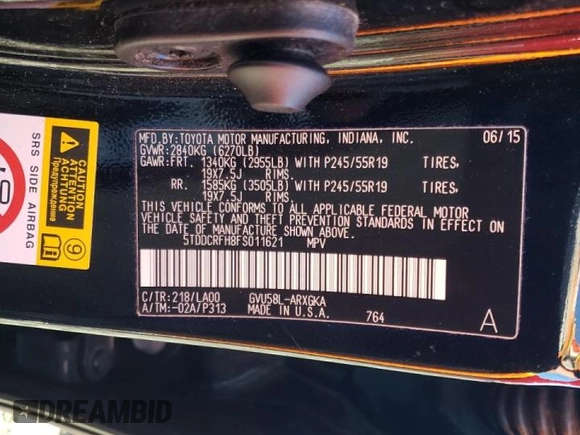 MFD.BY:TOYOTA MOTOR MANUFACTURING, INDIANA, INC. 06/15
GVWR:2840KG (6270LB)
GAWR:FRT. 1340KG (2955LB) WITH P245/55R19 TIRES,
19X7.5J RIMS.
RR. 1585KG (3505LB) WITH P245/55R19 TIRES,
19X7.5J RIMS.
THIS VEHICLE CONFORMS TO ALL APPLICABLE FEDERAL MOTOR
VEHICLE SAFETY AND THEFT PREVENTION STANDARDS IN EFFECT ON
THE DATE OF MANUFACTURE SHOWN ABOVE.
5TDDCRFH8FS011621 MPV
C/TR:218/LA00 GVU58L-ARXGKA
A/TM:-02A/P313 MADE IN U.S.A. 764 A
SRS SIDE AIRBAG
CAUTION
ATTENTION
ACHTUNG
9
DREAMBID